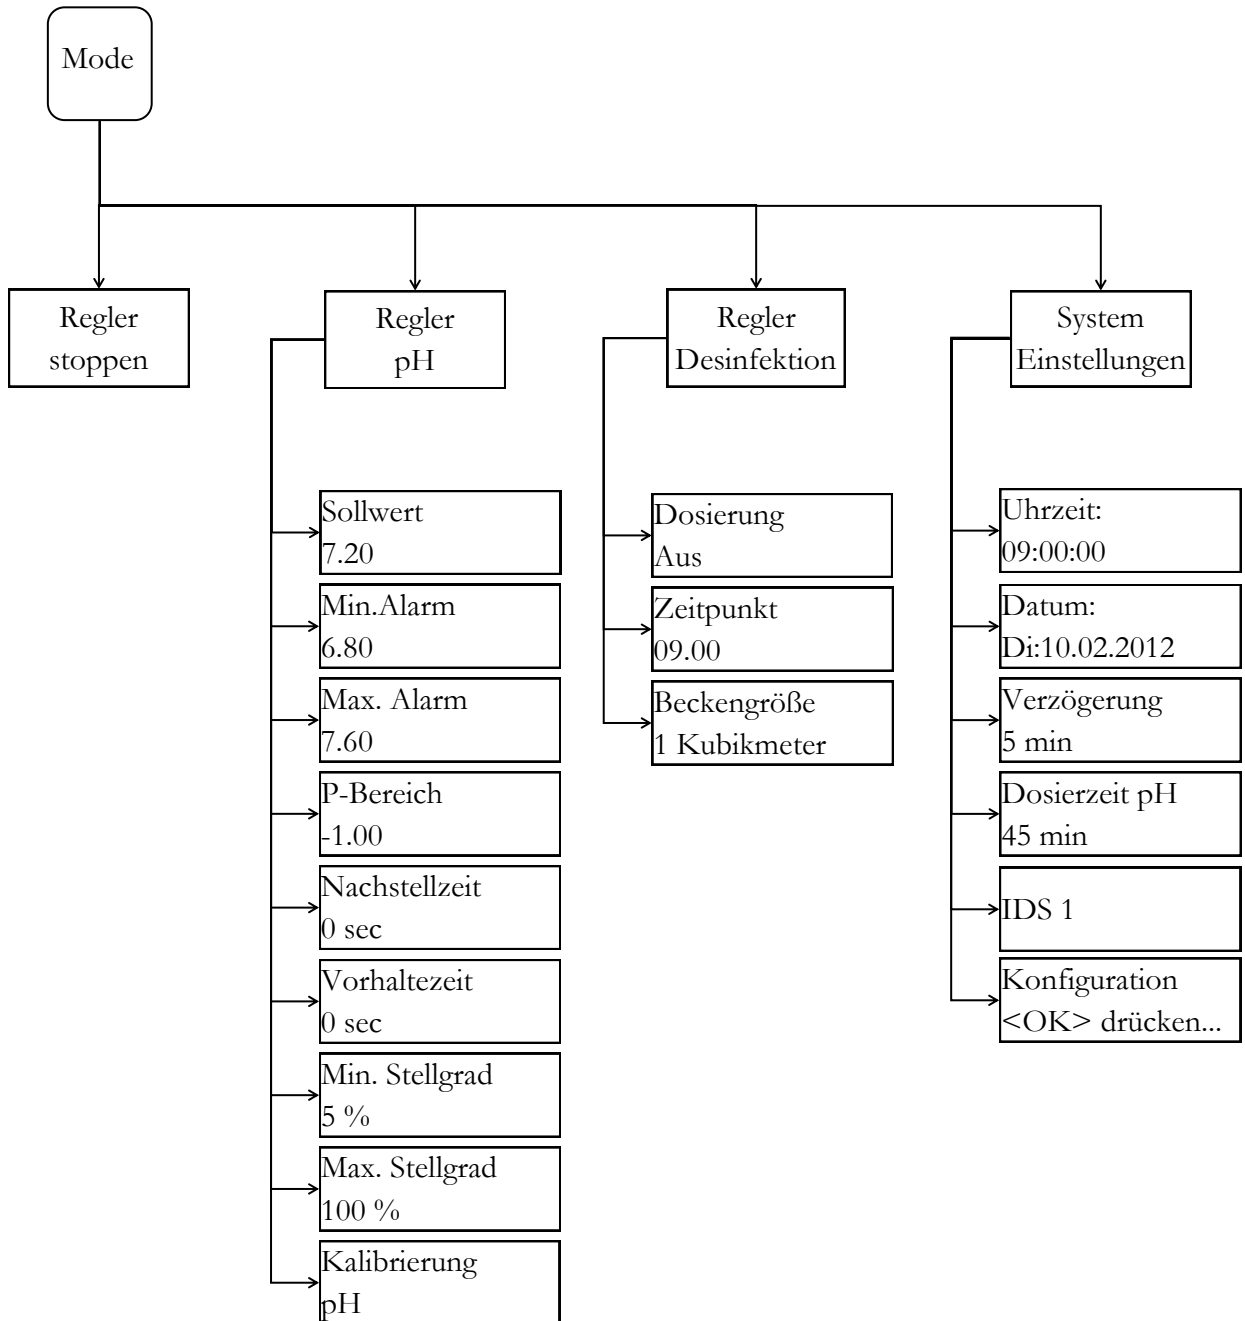 Mode
Regler
stoppen
Regler
pH
Regler
Desinfektion
System
Einstellungen
Sollwert
7.20
Min.Alarm
6.80
Max. Alarm
7.60
P-Bereich
-1.00
Nachstellzeit
0 sec
Vorhaltezeit
0 sec
Min. Stellgrad
5 %
Max. Stellgrad
100 %
Kalibrierung
pH
Dosierung
Aus
Zeitpunkt
09.00
Beckengröße
1 Kubikmeter
Uhrzeit:
09:00:00
Datum:
Di:10.02.2012
Verzögerung
5 min
Dosierzeit pH
45 min
IDS 1
Konfiguration
<OK> drücken...